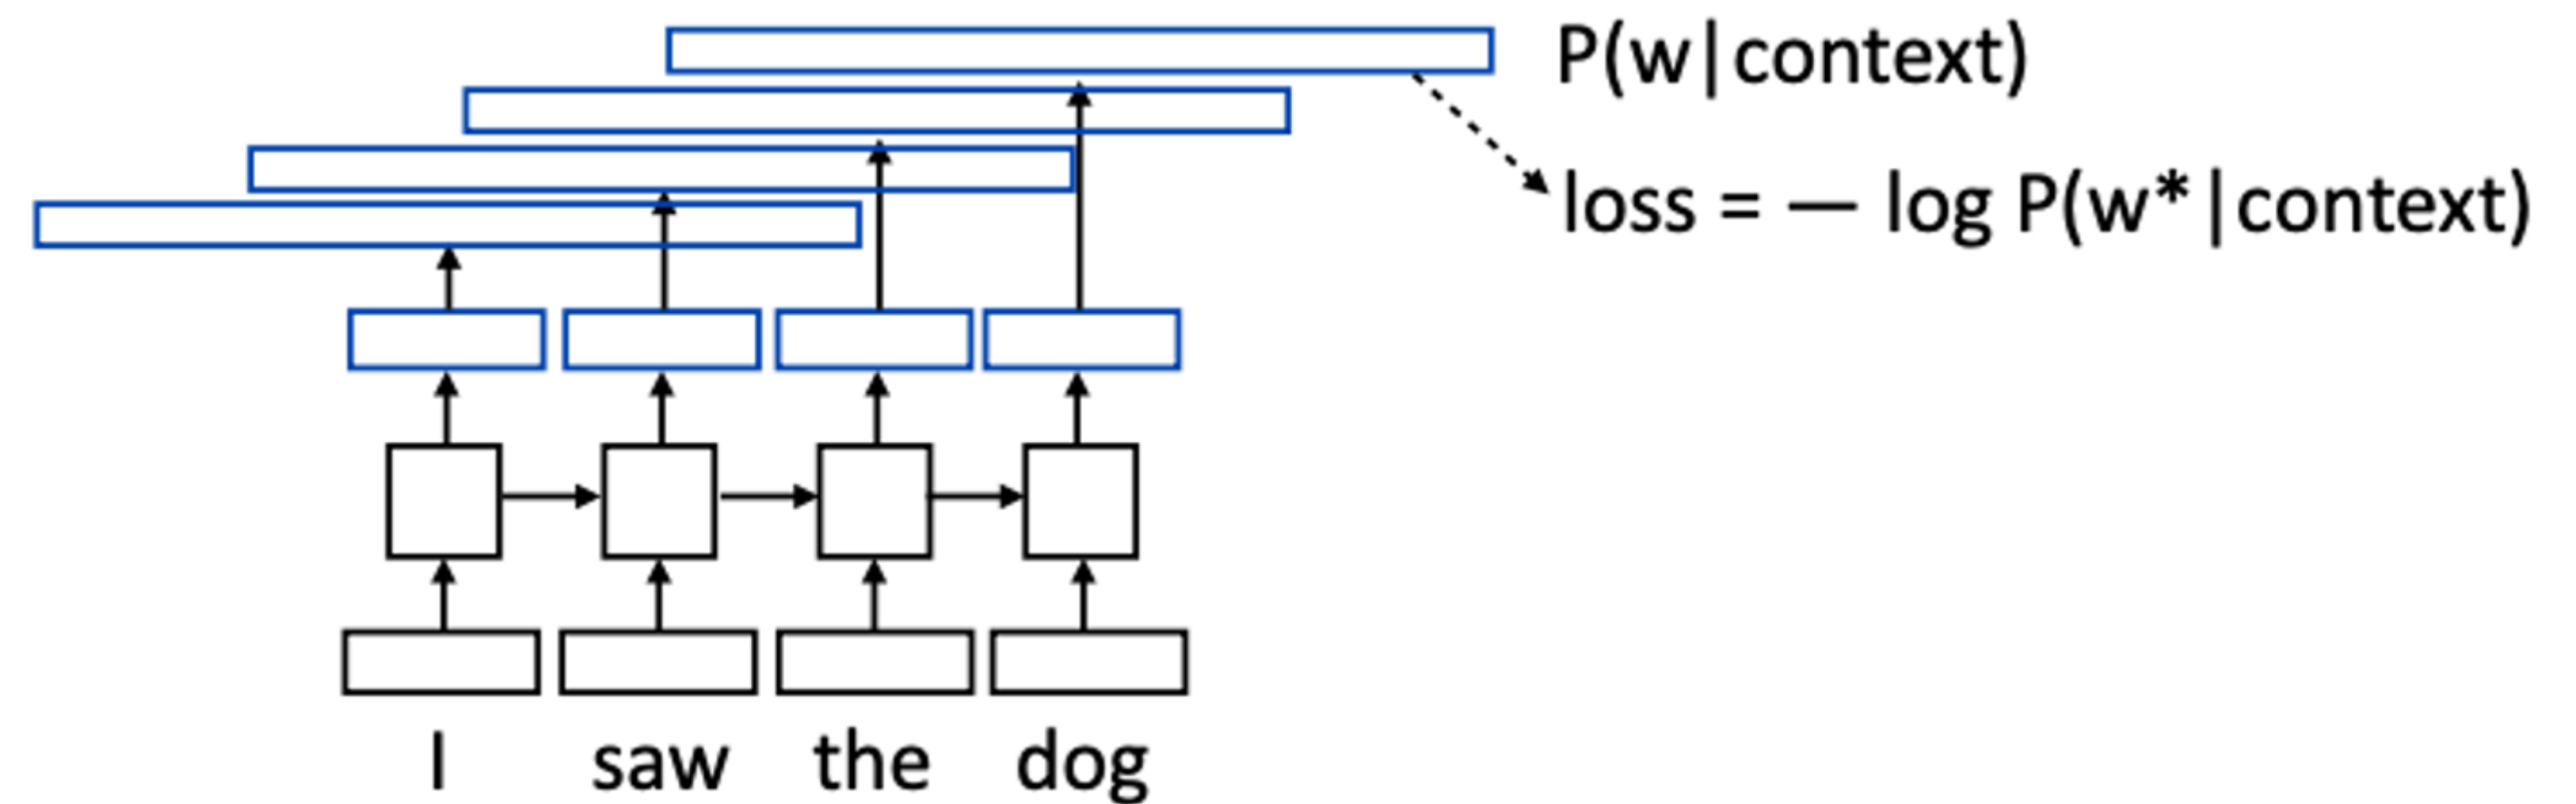 P(w|context)
loss = — log P(w*|context)
I saw the dog